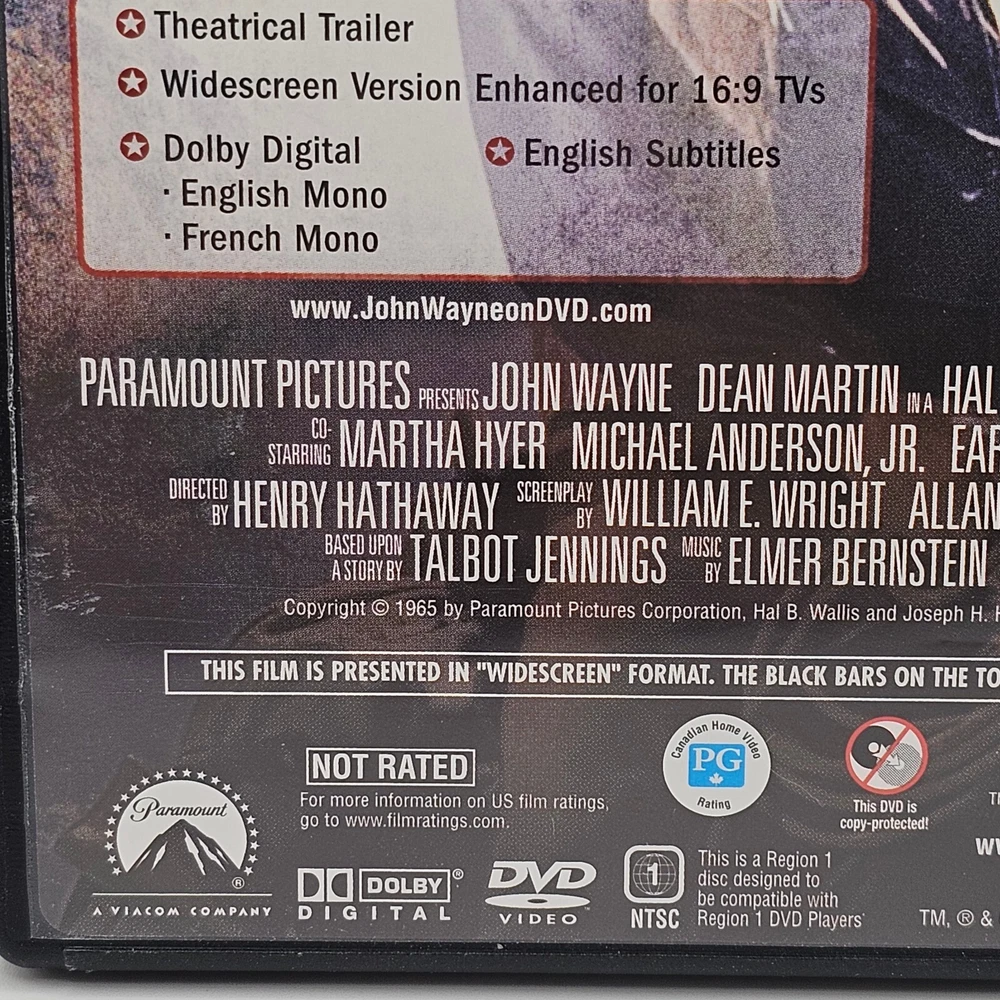 Theatrical Trailer
Widescreen Version Enhanced for 16:9 TVs
Dolby Digital
English Subtitles
· English Mono
· French Mono
www.JohnWayneonDVD.com
PARAMOUNT PICTURES PRESENTS JOHN WAYNE DEAN MARTIN IN A HAL
CO-STARRING MARTHA HYER MICHAEL ANDERSON, JR. EAR
DIRECTED BY HENRY HATHAWAY SCREENPLAY BY WILLIAM E. WRIGHT ALLAN
BASED UPON A STORY BY TALBOT JENNINGS MUSIC BY ELMER BERNSTEIN
Copyright © 1965 by Paramount Pictures Corporation, Hal B. Wallis and Joseph H. H
THIS FILM IS PRESENTED IN "WIDESCREEN" FORMAT. THE BLACK BARS ON THE TO
NOT RATED
For more information on US film ratings,
go to www.filmratings.com.
Canadian Home Video
PG
Rating
This DVD is
copy-protected!
Paramount
®
A VIACOM COMPANY
DOLBY®
DIGITAL
DVD
VIDEO
1
NTSC
This is a Region 1
disc designed to
be compatible with
Region 1 DVD Players
WW
TM, ® &